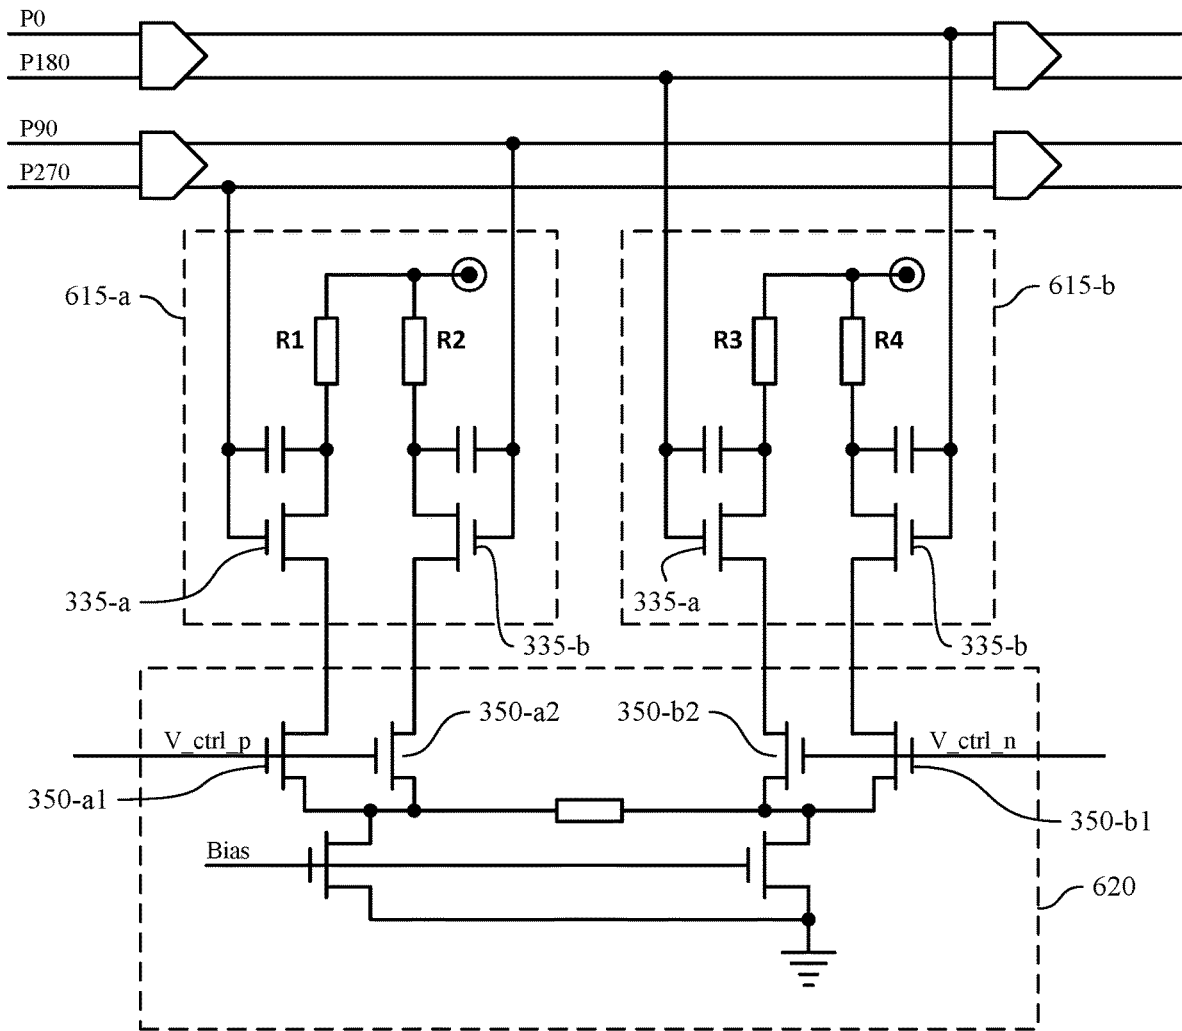 P0
P180
P90
P270
615-a
615-b
R1
R2
R3
R4
335-a
335-b
335-a
335-b
350-a2
350-b2
V_ctrl_p
V_ctrl_n
350-a1
350-b1
Bias
620